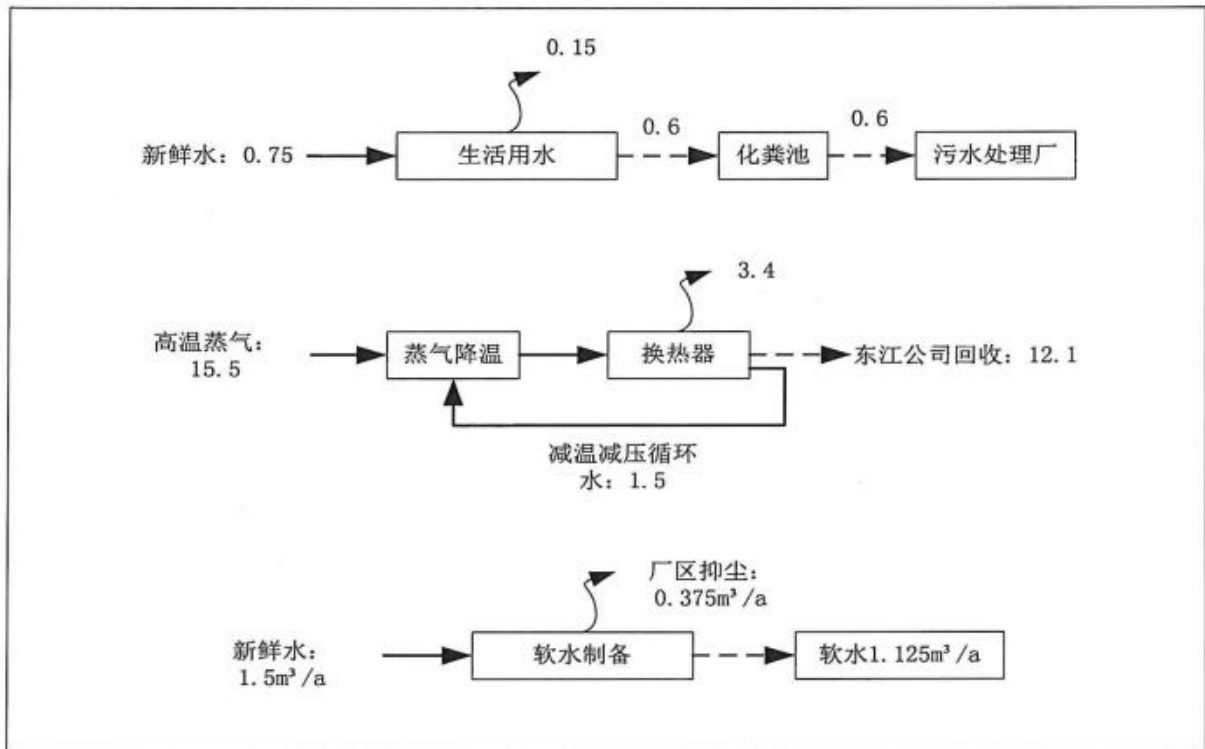 0.15
新鲜水: 0.75
生活用水
0.6
化粪池
0.6
污水处理厂
3.4
高温蒸气:
15.5
蒸气降温
换热器
东江公司回收: 12.1
减温减压循环
水: 1.5
厂区抑尘:
0.375m³/a
新鲜水:
1.5m³/a
软水制备
软水1.125m³/a